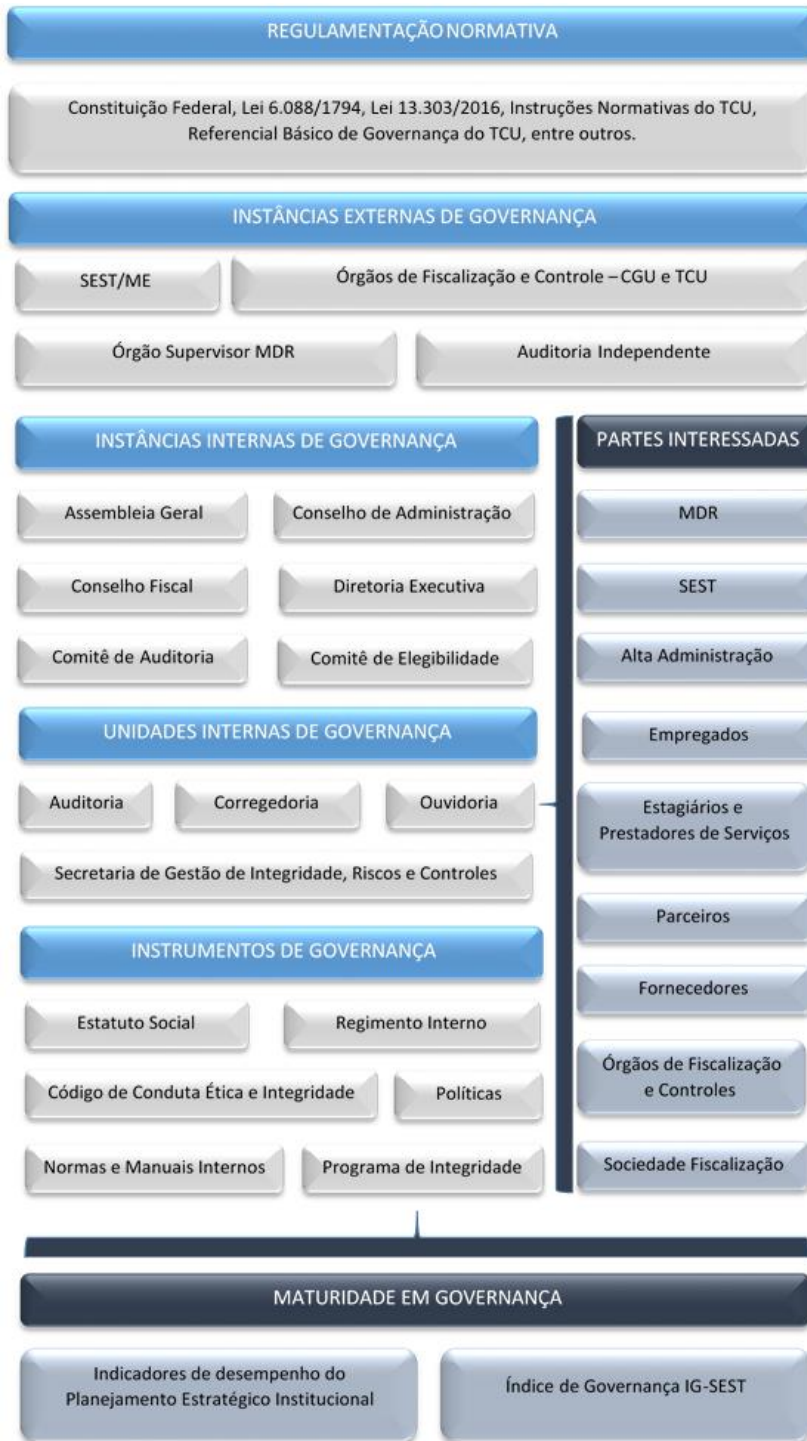 REGULAMENTAÇÃO NORMATIVA
Constituição Federal, Lei 6.088/1794, Lei 13.303/2016, Instruções Normativas do TCU,
Referencial Básico de Governança do TCU, entre outros.
INSTÂNCIAS EXTERNAS DE GOVERNANÇA
SEST/ME
Órgãos de Fiscalização e Controle – CGU e TCU
Órgão Supervisor MDR
Auditoria Independente
INSTÂNCIAS INTERNAS DE GOVERNANÇA
Assembleia Geral
Conselho de Administração
Conselho Fiscal
Diretoria Executiva
Comitê de Auditoria
Comitê de Elegibilidade
UNIDADES INTERNAS DE GOVERNANÇA
Auditoria
Corregedoria
Ouvidoria
Secretaria de Gestão de Integridade, Riscos e Controles
INSTRUMENTOS DE GOVERNANÇA
Estatuto Social
Regimento Interno
Código de Conduta Ética e Integridade
Políticas
Normas e Manuais Internos
Programa de Integridade
PARTES INTERESSADAS
MDR
SEST
Alta Administração
Empregados
Estagiários e
Prestadores de Serviços
Parceiros
Fornecedores
Órgãos de Fiscalização
e Controles
Sociedade Fiscalização
MATURIDADE EM GOVERNANÇA
Indicadores de desempenho do
Planejamento Estratégico Institucional
Índice de Governança IG-SEST